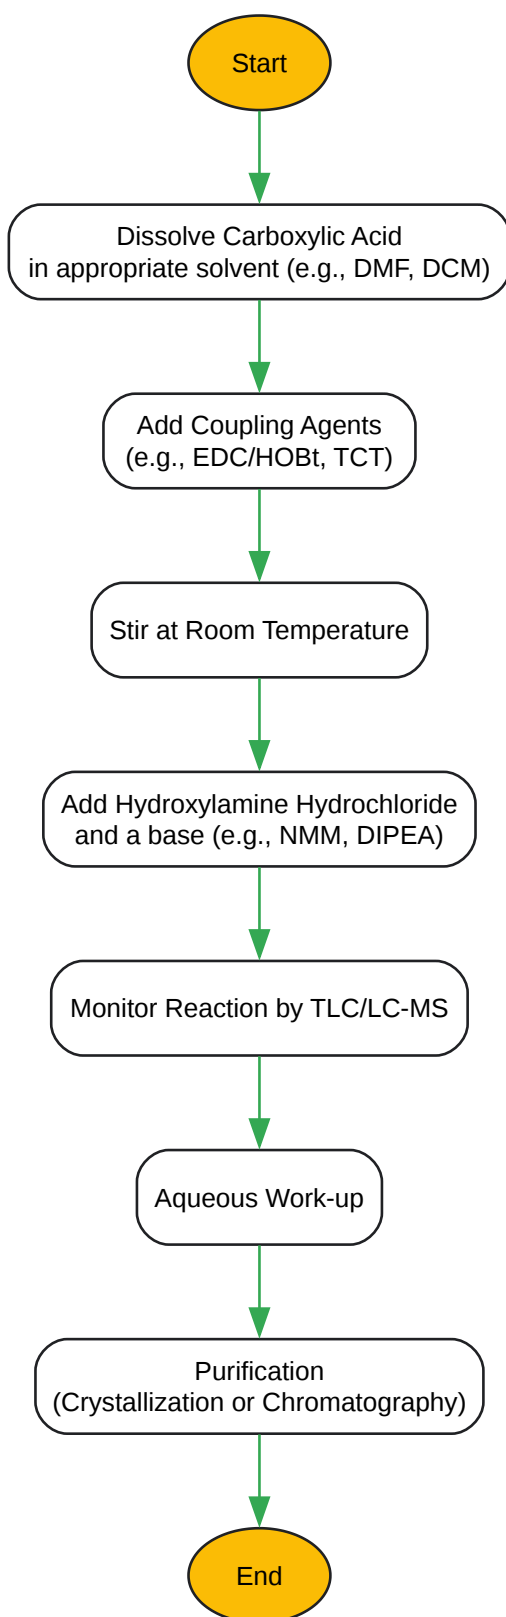 Start
Dissolve Carboxylic Acid
in appropriate solvent (e.g., DMF, DCM)
Add Coupling Agents
(e.g., EDC/HOBt, TCT)
Stir at Room Temperature
Add Hydroxylamine Hydrochloride
and a base (e.g., NMM, DIPEA)
Monitor Reaction by TLC/LC-MS
Aqueous Work-up
Purification
(Crystallization or Chromatography)
End